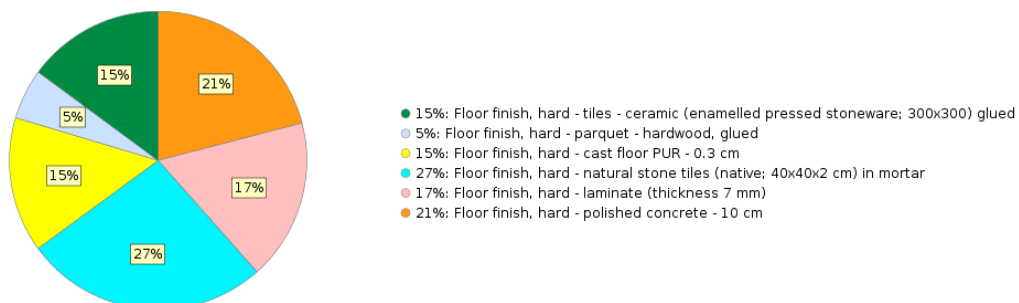 15%
21%
5%
15%
17%
27%
15%: Floor finish, hard - tiles - ceramic (enamelled pressed stoneware; 300x300) glued
5%: Floor finish, hard - parquet - hardwood, glued
15%: Floor finish, hard - cast floor PUR - 0.3 cm
27%: Floor finish, hard - natural stone tiles (native; 40x40x2 cm) in mortar
17%: Floor finish, hard - laminate (thickness 7 mm)
21%: Floor finish, hard - polished concrete - 10 cm